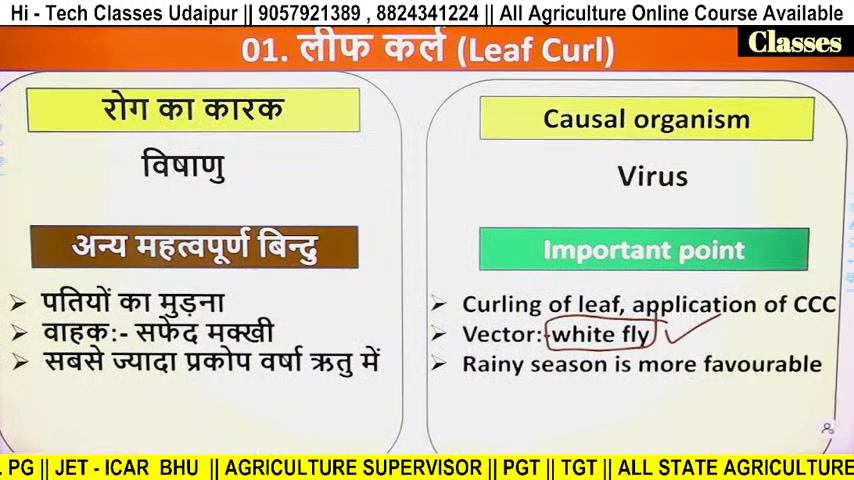 Hi - Tech Classes Udaipur || 9057921389 , 8824341224 || All Agriculture Online Course Available
Classes
01. लीफ कर्ल (Leaf Curl)
रोग का कारक
विषाणु
अन्य महत्वपूर्ण बिन्दु
➢ पतियों का मुड़ना
➢ वाहक:- सफेद मक्खी
➢ सबसे ज्यादा प्रकोप वर्षा ऋतु में
Causal organism
Virus
Important point
➢ Curling of leaf, application of CCC
➢ Vector:-white fly
➢ Rainy season is more favourable
. PG || JET - ICAR BHU || AGRICULTURE SUPERVISOR || PGT || TGT || ALL STATE AGRICULTURE